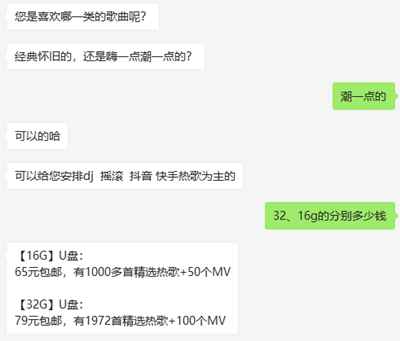 您是喜欢哪一类的歌曲呢？
经典怀旧的，还是嗨一点潮一点的？
潮一点的
可以的哈
可以给您安排dj 摇滚 抖音 快手热歌为主的
32、16g的分别多少钱
【16G】U盘：
65元包邮，有1000多首精选热歌+50个MV
【32G】U盘：
79元包邮，有1972首精选热歌+100个MV